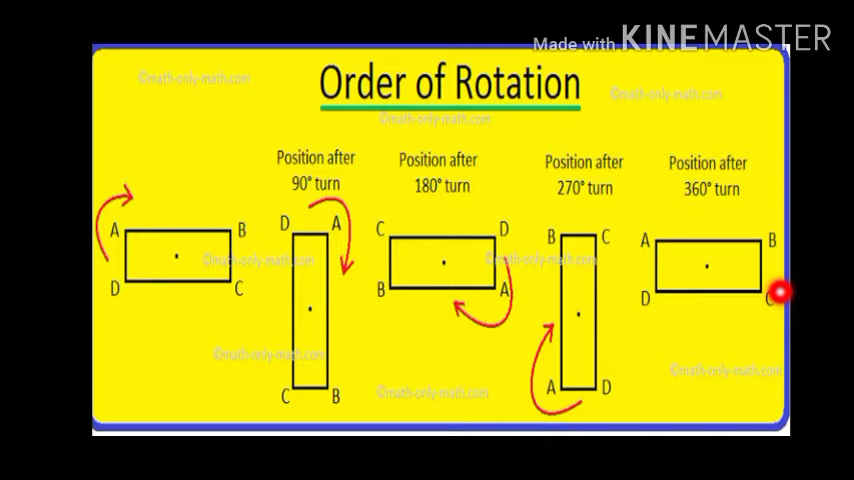 Made with KINEMASTER
©math-only-math.com
Order of Rotation
©math-only-math.com
©math-only-math.com
Position after
90° turn
Position after
180° turn
Position after
270° turn
Position after
360° turn
A B
D C
D A
C B
C D
B A
B C
A D
A B
D C
©math-only-math.com
©math-only-math.com
©math-only-math.com
©math-only-math.com
©math-only-math.com